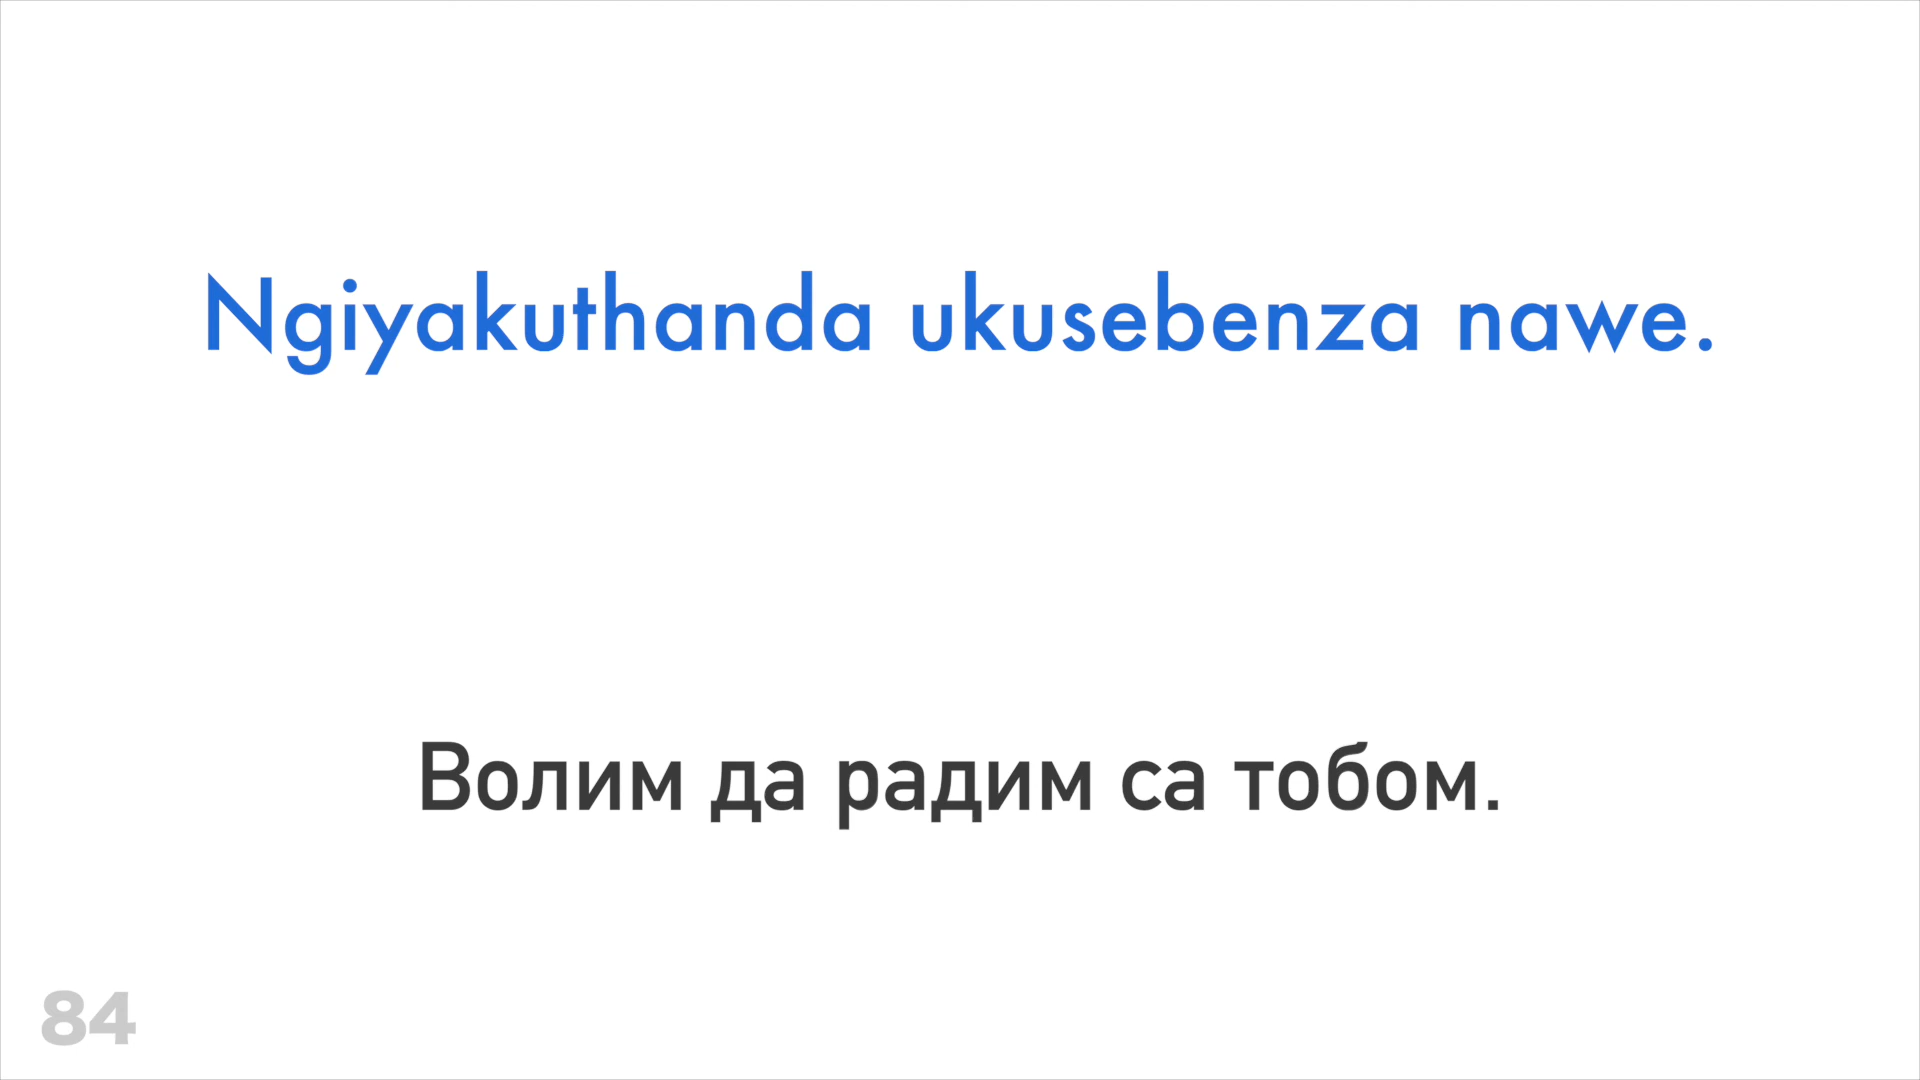 Ngiyakuthanda ukusebenza nawe.
Волим да радим са тобом.
84